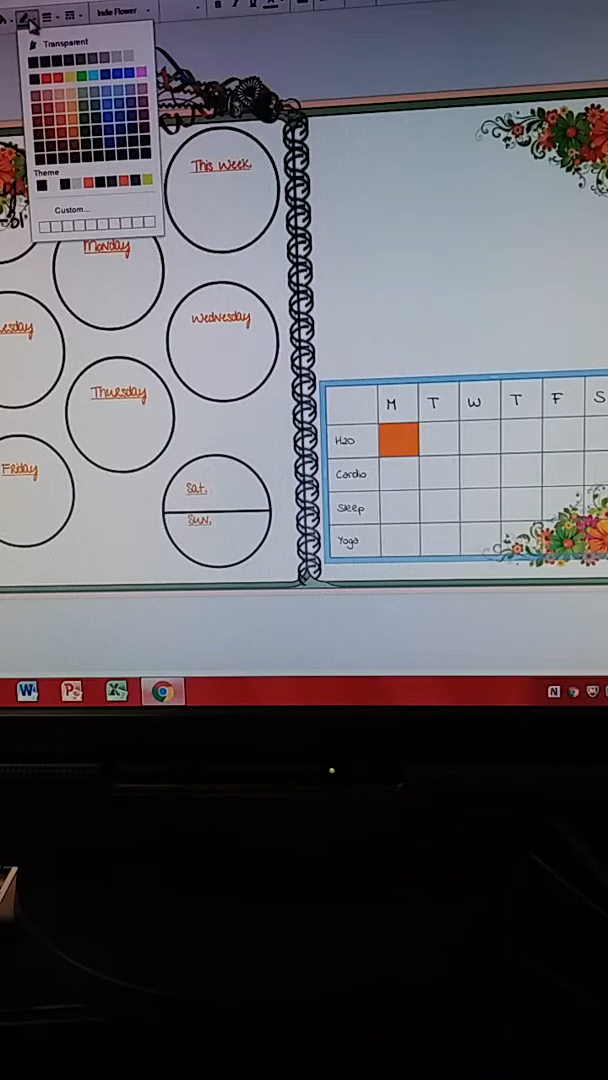 Indie Flower
B I U A
Transparent
Theme
Custom...
This Week
Monday
Wednesday
Thursday
Friday
Sat.
Sun.
M T W T F S
H2O
Cardio
Sleep
Yoga
W P X N